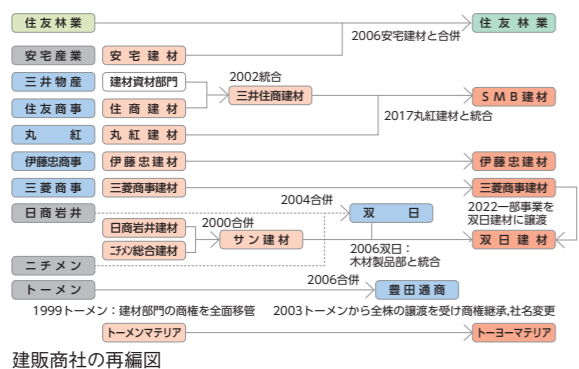 住友林業
住友林業
2006安宅建材と合併
安宅産業
安宅建材
三井物産
建材資材部門
2002統合
三井住商建材
住友商事
住商建材
SMB建材
2017丸紅建材と統合
丸紅
丸紅建材
伊藤忠商事
伊藤忠建材
伊藤忠建材
三菱商事
三菱商事建材
三菱商事建材
2004合併
2022一部事業を
双日建材に譲渡
日商岩井
双日
日商岩井建材
2000合併
サン建材
双日建材
ニチメン総合建材
2006双日：
木材製品部と統合
ニチメン
2006合併
トーメン
豊田通商
1999トーメン：建材部門の商権を全面移管
2003トーメンから全株の譲渡を受け商権継承,社名変更
トーメンマテリア
トーヨーマテリア
建販商社の再編図